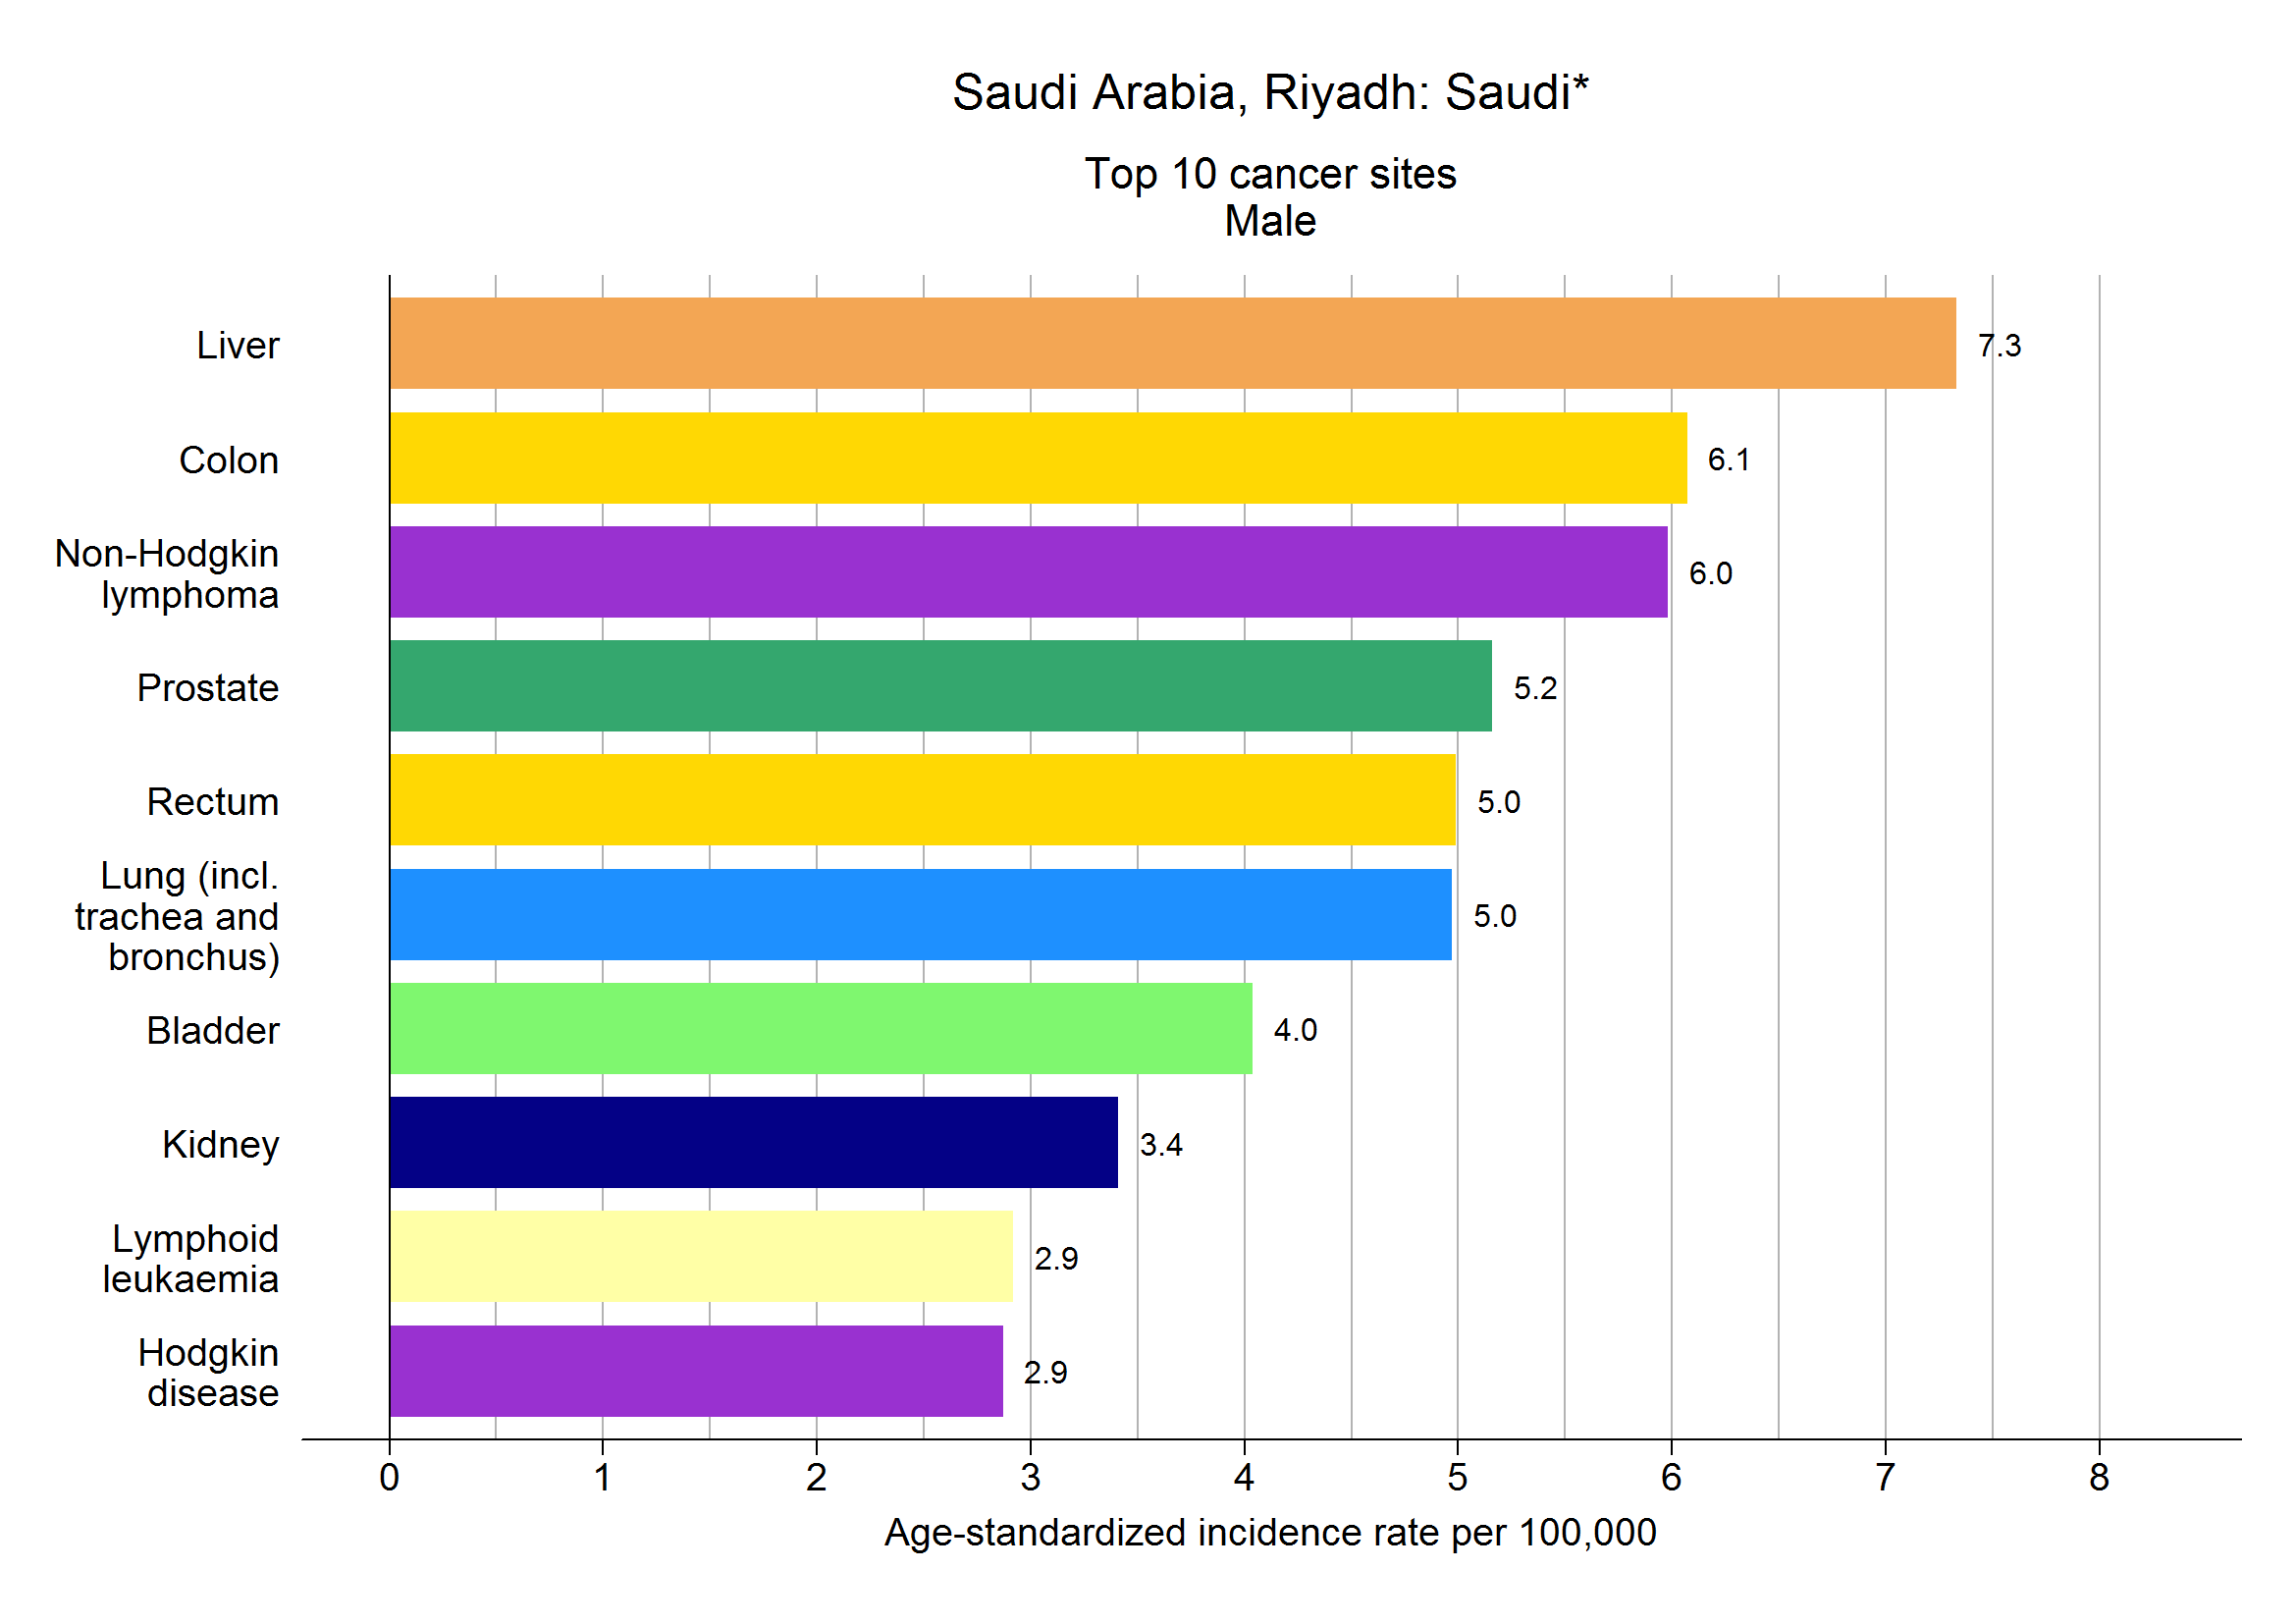 Saudi Arabia, Riyadh: Saudi*
Top 10 cancer sites
Male
Liver
7.3
Colon
6.1
Non-Hodgkin
lymphoma
6.0
Prostate
5.2
Rectum
5.0
Lung (incl.
trachea and
bronchus)
5.0
Bladder
4.0
Kidney
3.4
Lymphoid
leukaemia
2.9
Hodgkin
disease
2.9
0 1 2 3 4 5 6 7 8
Age-standardized incidence rate per 100,000